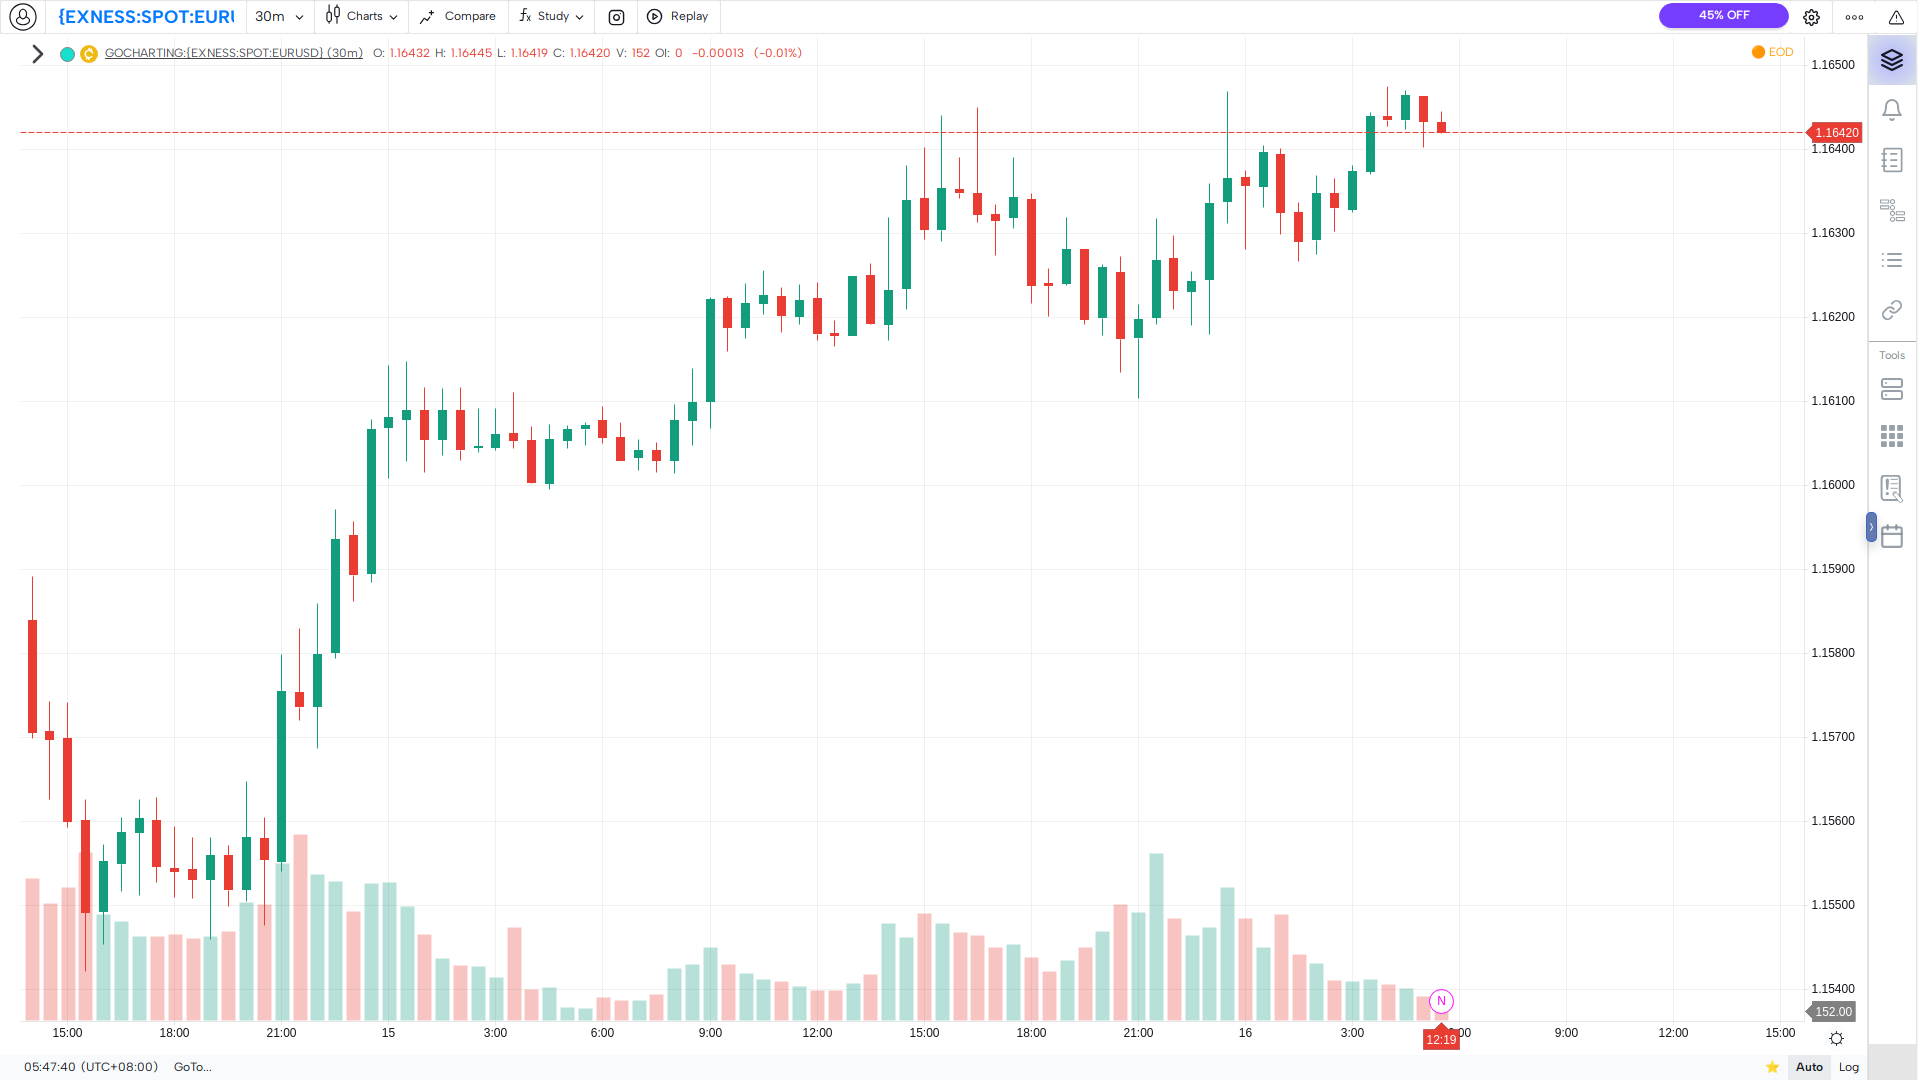 {EXNESS:SPOT:EURU 30m Charts Compare Study Replay 45% OFF
GOCHARTING:{EXNESS:SPOT:EURUSD} (30m) O: 1.16432 H: 1.16445 L: 1.16419 C: 1.16420 V: 152 OI: 0 -0.00013 (-0.01%)
EOD
1.16500
1.16420
1.16400
1.16300
1.16200
1.16100
1.16000
1.15900
1.15800
1.15700
1.15600
1.15500
1.15400
152.00
Tools
N
15:00 18:00 21:00 15 3:00 6:00 9:00 12:00 15:00 18:00 21:00 16 3:00 9:00 12:00 15:00
12:19
05:47:40 (UTC+08:00) GoTo... Auto Log